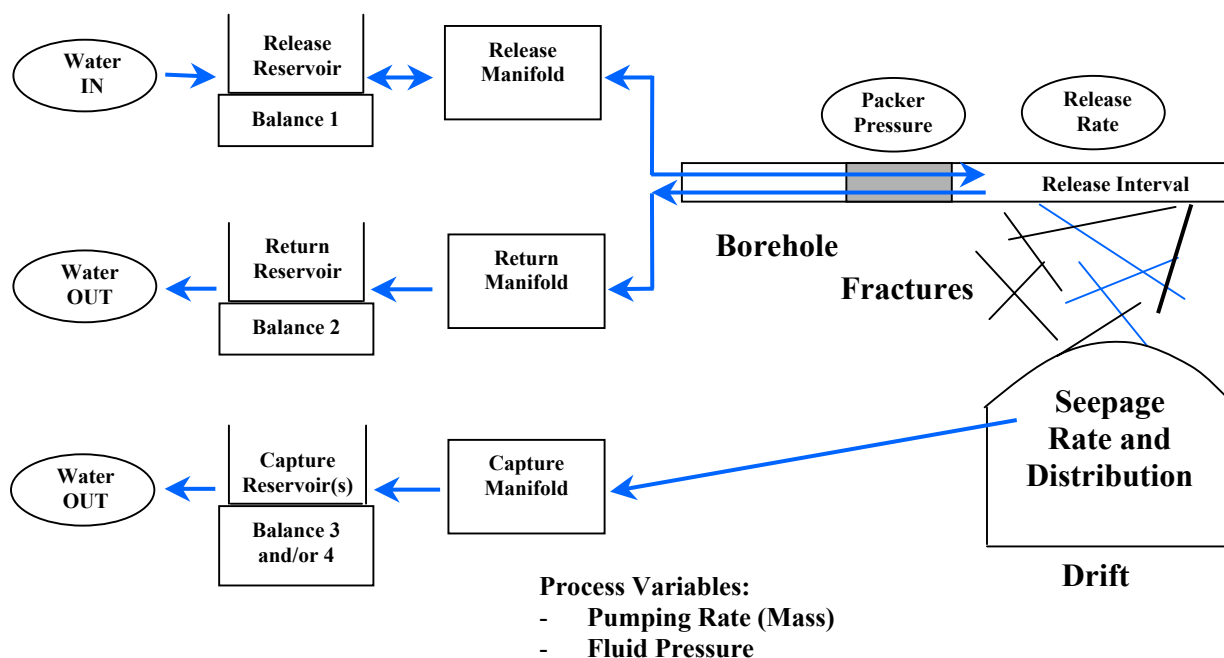 Water
IN
Release
Reservoir
Balance 1
Release
Manifold
Packer
Pressure
Release
Rate
Release Interval
Borehole
Fractures
Water
OUT
Return
Reservoir
Balance 2
Return
Manifold
Seepage
Rate and
Distribution
Drift
Water
OUT
Capture
Reservoir(s)
Balance 3
and/or 4
Capture
Manifold
Process Variables:
- Pumping Rate (Mass)
- Fluid Pressure